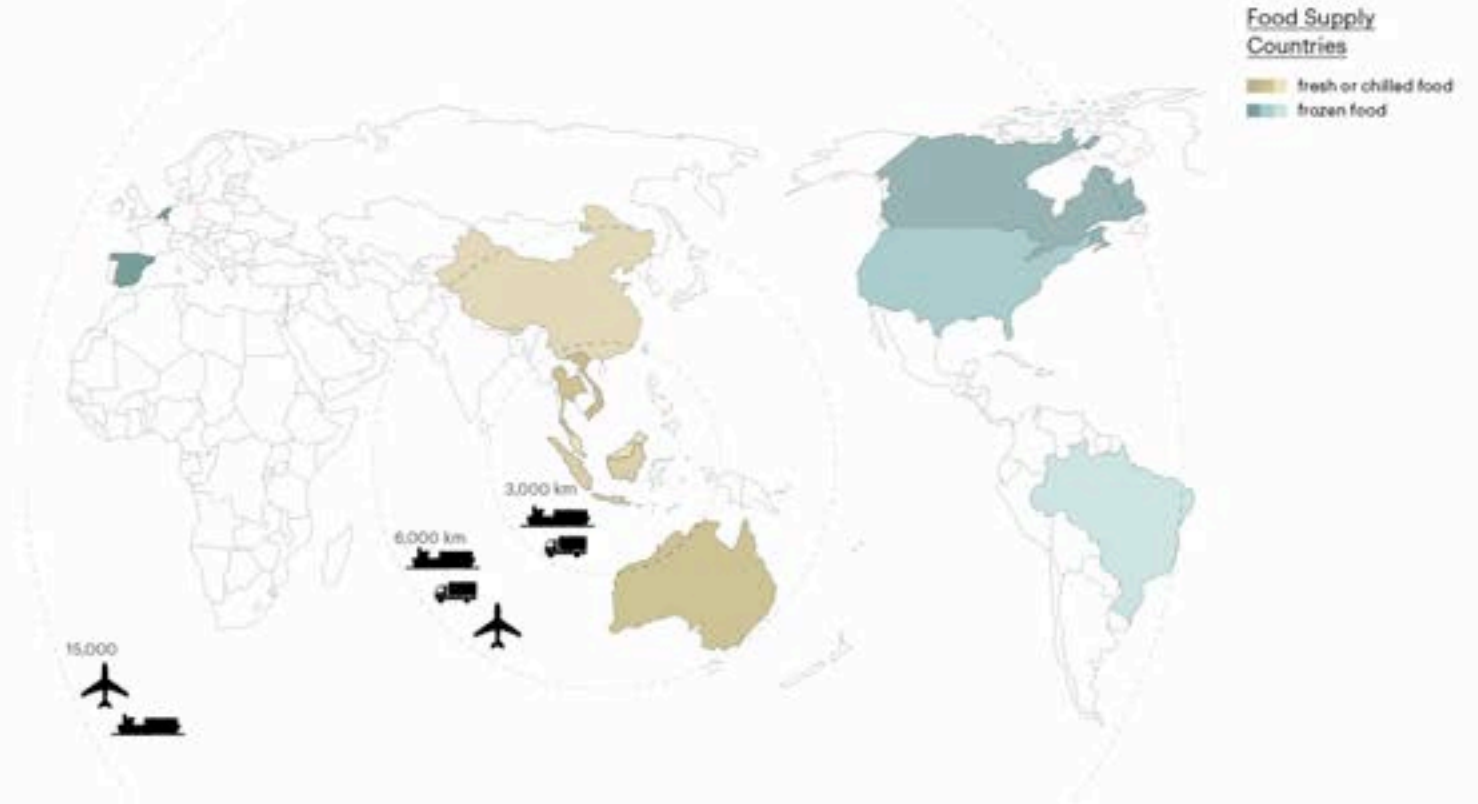 Food Supply
Countries
fresh or chilled food
frozen food
3,000 km
6,000 km
15,000